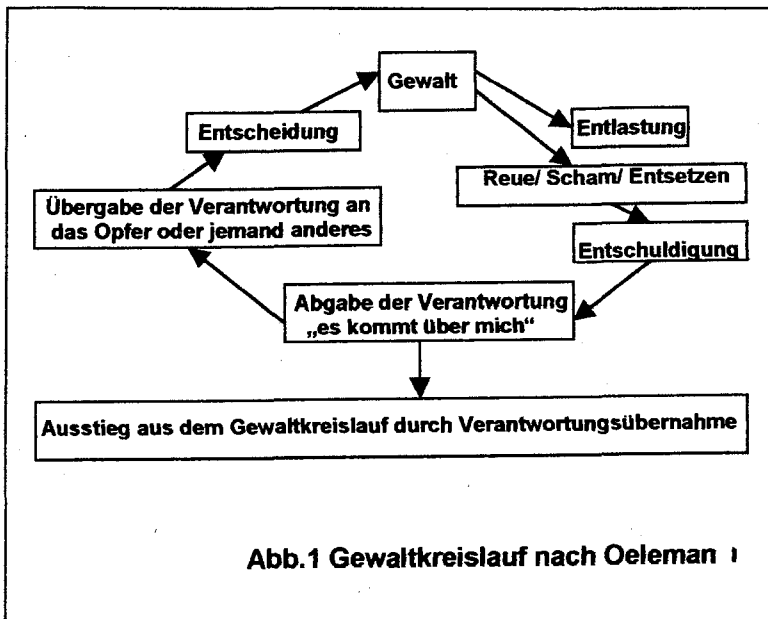 Gewalt
Entscheidung
Entlastung
Reue/ Scham/ Entsetzen
Übergabe der Verantwortung an
das Opfer oder jemand anderes
Entschuldigung
Abgabe der Verantwortung
„es kommt über mich“
Ausstieg aus dem Gewaltkreislauf durch Verantwortungsübernahme
Abb.1 Gewaltkreislauf nach Oeleman